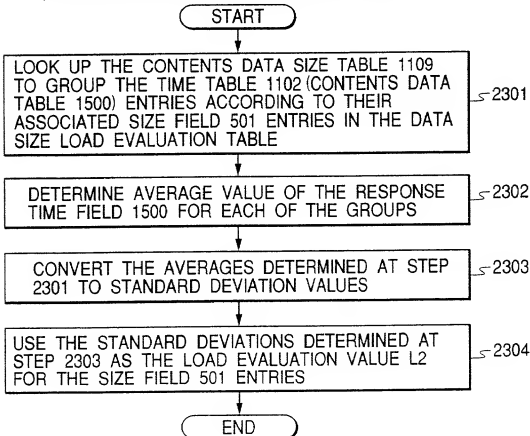 START
LOOK UP THE CONTENTS DATA SIZE TABLE 1109
TO GROUP THE TIME TABLE 1102 (CONTENTS DATA
TABLE 1500) ENTRIES ACCORDING TO THEIR
ASSOCIATED SIZE FIELD 501 ENTRIES IN THE DATA
SIZE LOAD EVALUATION TABLE
2301
DETERMINE AVERAGE VALUE OF THE RESPONSE
TIME FIELD 1500 FOR EACH OF THE GROUPS
2302
CONVERT THE AVERAGES DETERMINED AT STEP
2301 TO STANDARD DEVIATION VALUES
2303
USE THE STANDARD DEVIATIONS DETERMINED AT
STEP 2303 AS THE LOAD EVALUATION VALUE L2
FOR THE SIZE FIELD 501 ENTRIES
2304
END